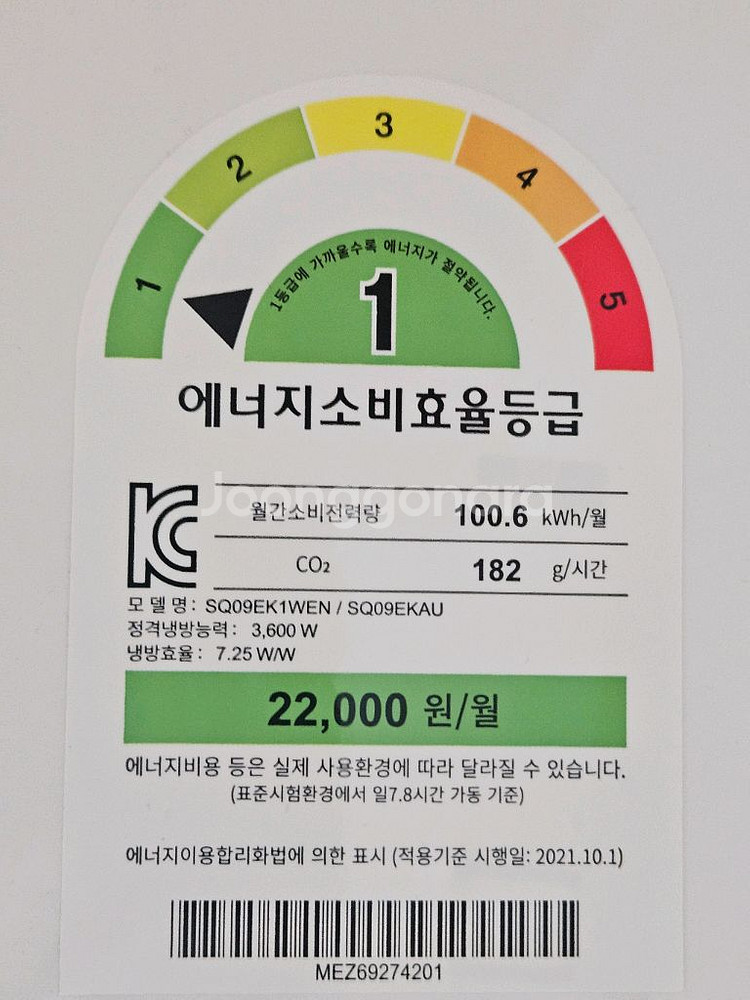 3
2
4
1
5
1등급에 가까울수록 에너지가 절약됩니다.
1
에너지소비효율등급
Joonggonara
월간소비전력량 100.6 kWh/월
CO₂ 182 g/시간
모 델 명 : SQ09EK1WEN / SQ09EKAU
정격냉방능력 : 3,600 W
냉방효율 : 7.25 W/W
22,000 원/월
에너지비용 등은 실제 사용환경에 따라 달라질 수 있습니다.
(표준시험환경에서 일7.8시간 가동 기준)
에너지이용합리화법에 의한 표시 (적용기준 시행일: 2021.10.1)
MEZ69274201